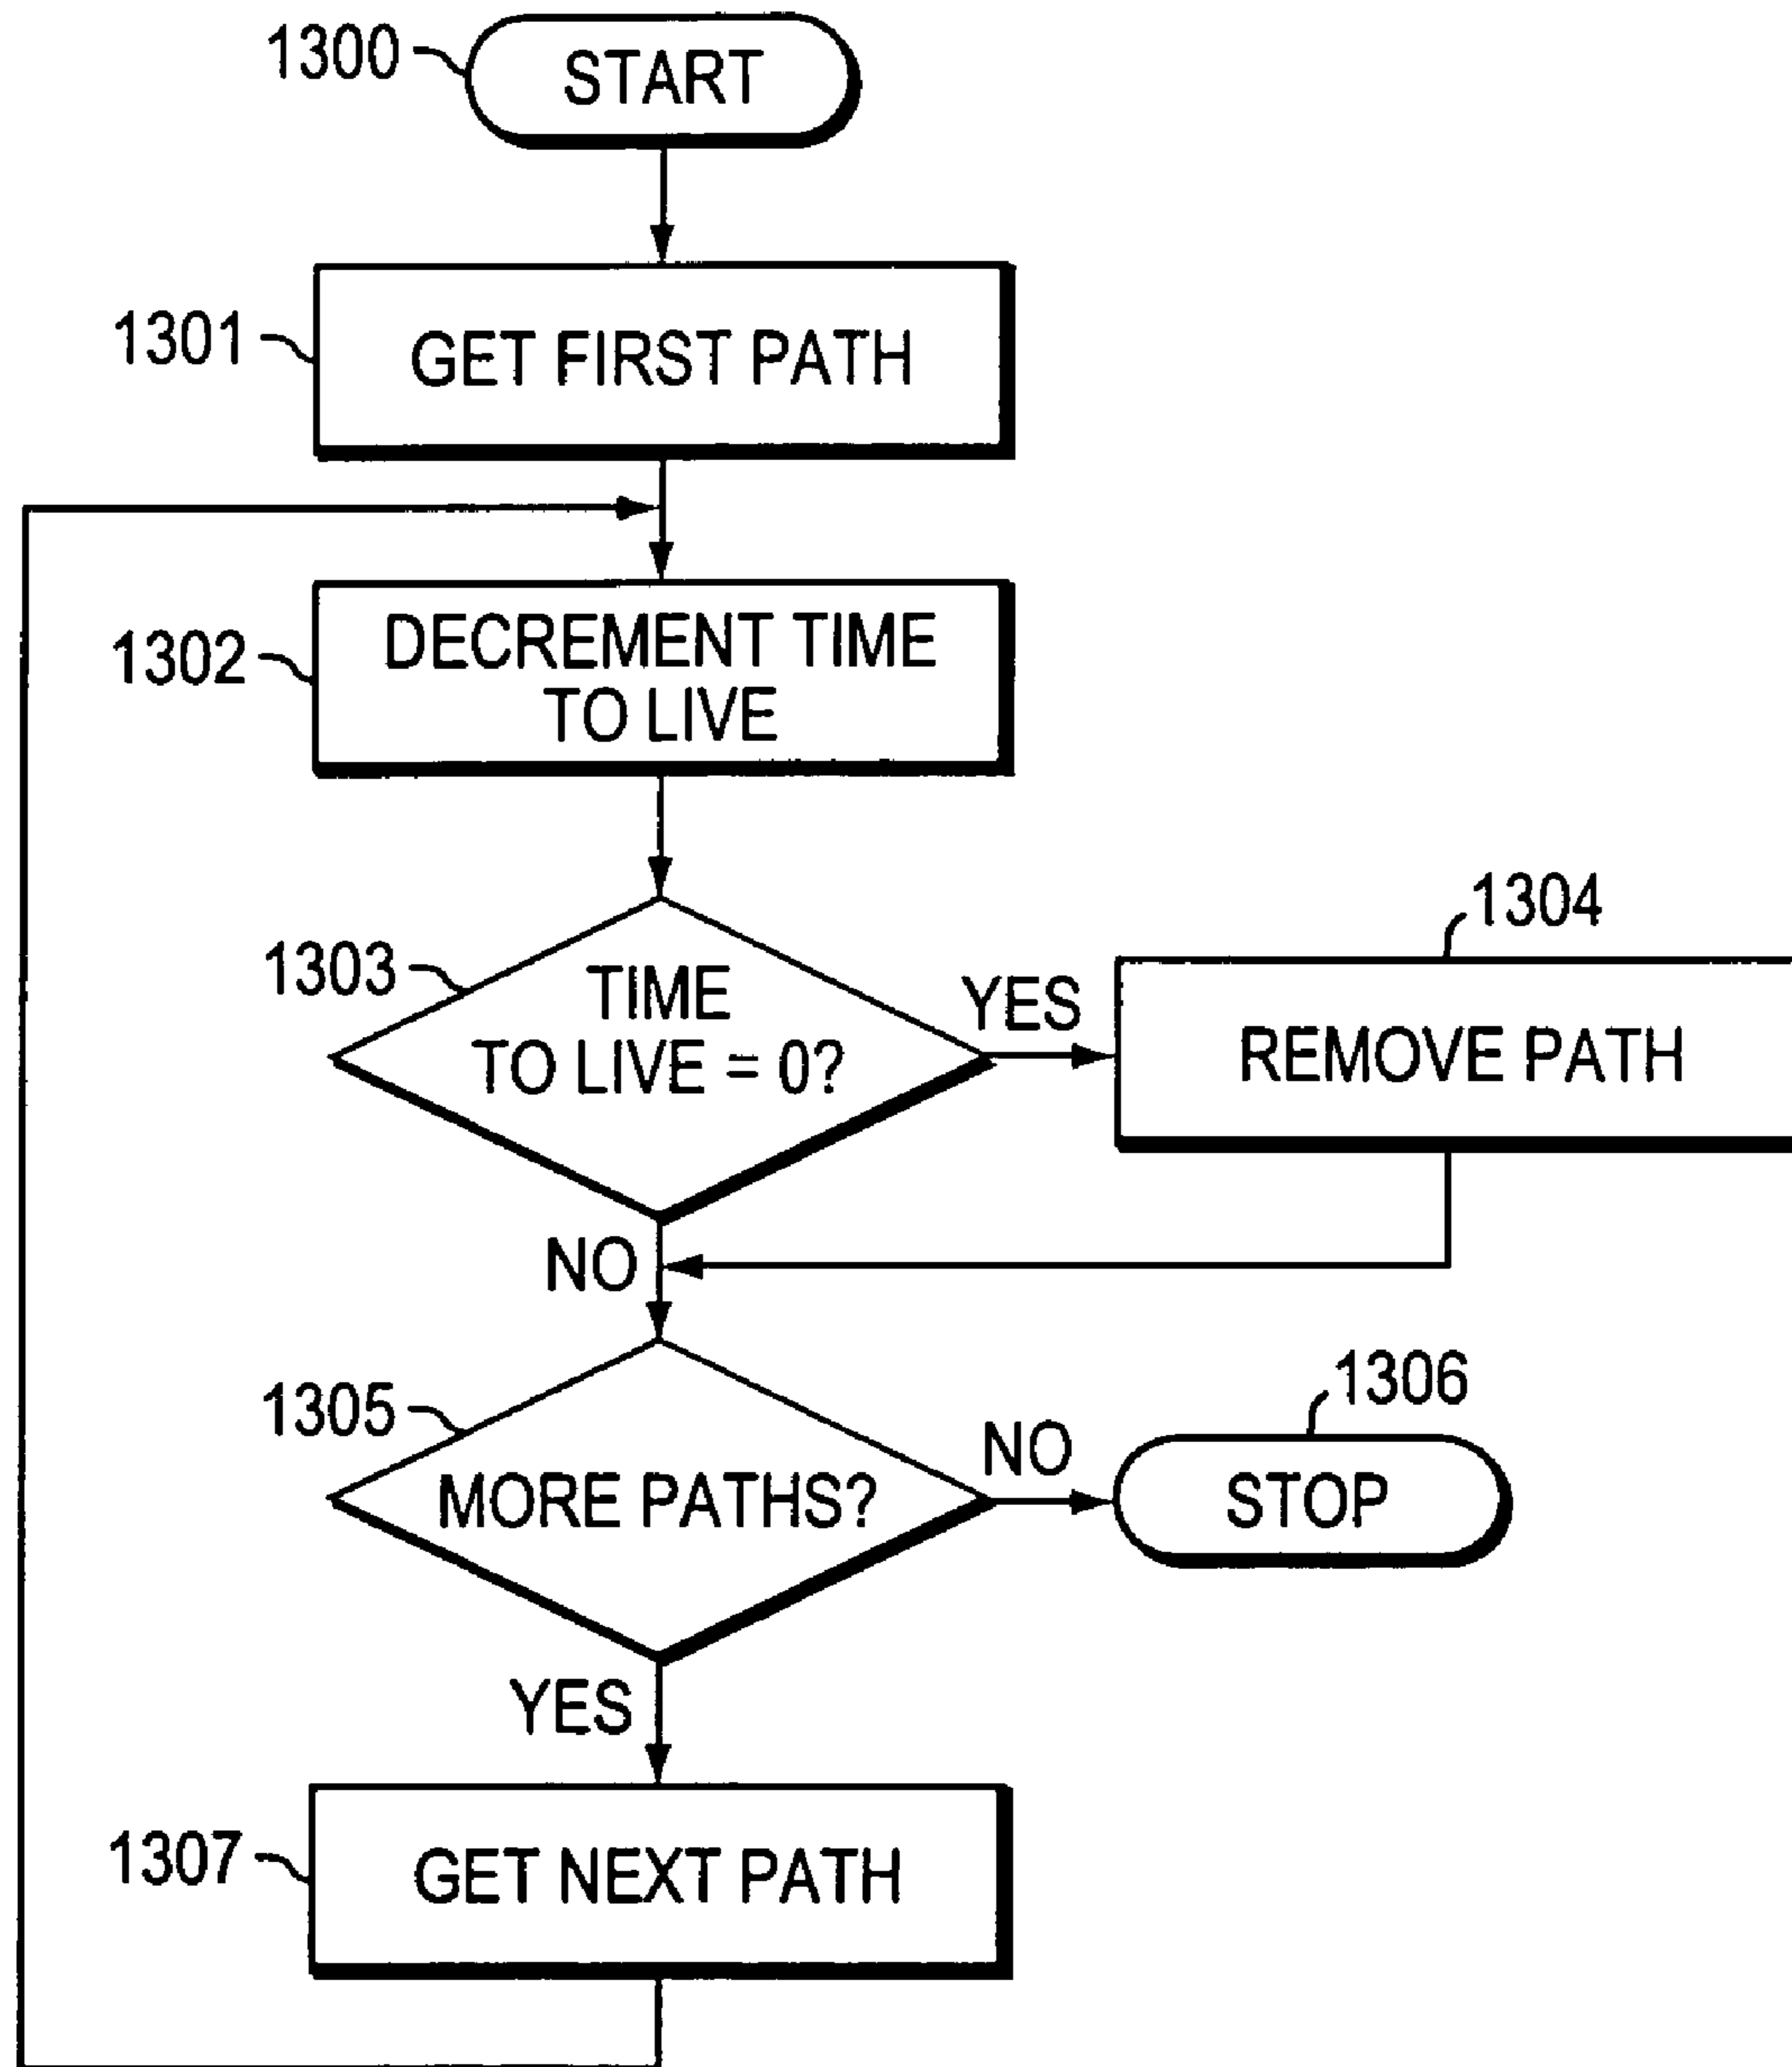 1300
START
1301
GET FIRST PATH
1302
DECREMENT TIME
TO LIVE
1303
TIME
TO LIVE = 0?
YES
1304
REMOVE PATH
NO
1305
MORE PATHS?
NO
1306
STOP
YES
1307
GET NEXT PATH